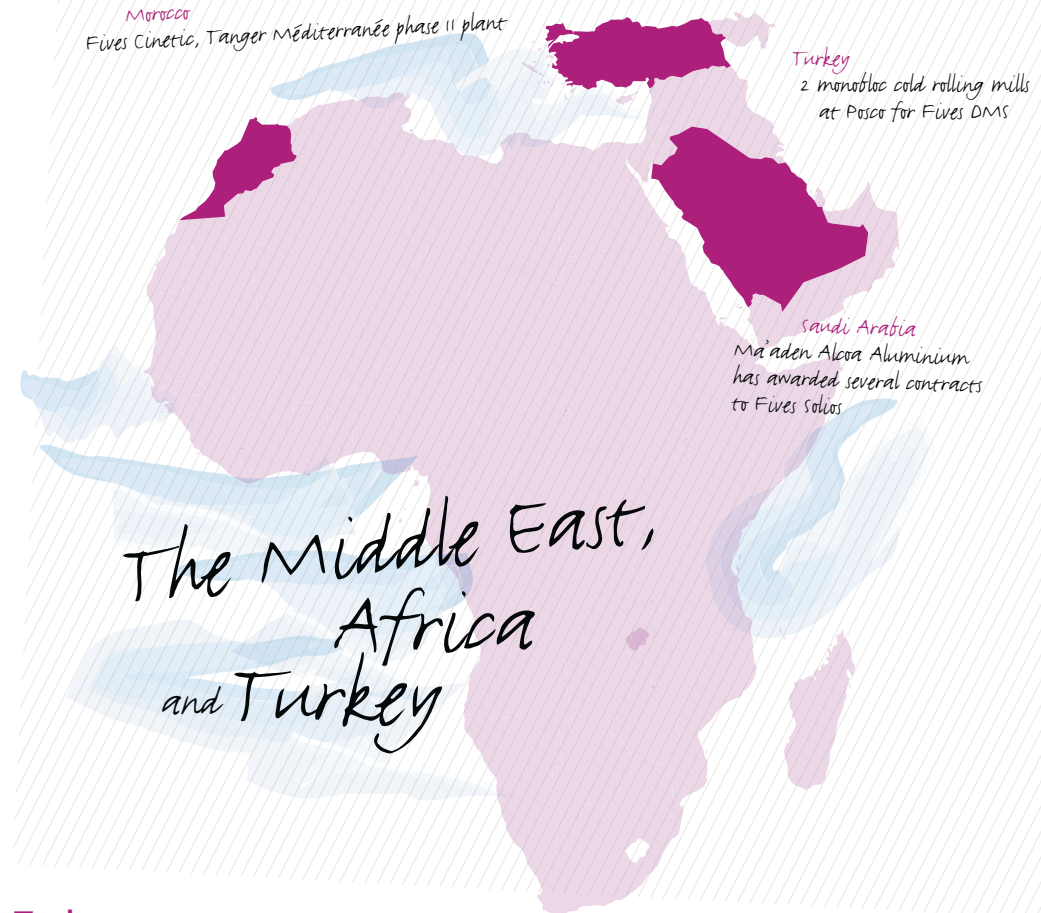 Morocco
Fives Cinetic, Tanger Méditerranée phase II plant
Turkey
2 monobloc cold rolling mills
at Posco for Fives DMS
Saudi Arabia
Ma'aden Alcoa Aluminium
has awarded several contracts
to Fives Solios
The Middle East,
Africa
and Turkey